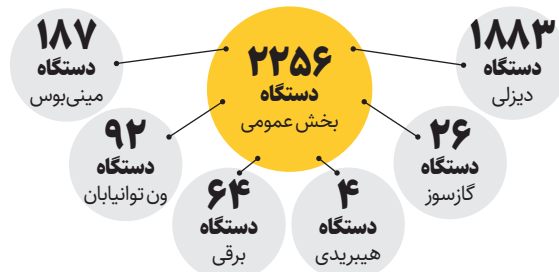 ۲۲۵۶
دستگاه
بخش عمومی
۱۸۸۳
دستگاه
دیزلی
۲۶
دستگاه
گازسوز
۴
دستگاه
هیبریدی
۶۴
دستگاه
برقی
۹۲
دستگاه
ون توانیابان
۱۸۷
دستگاه
مینی‌بوس